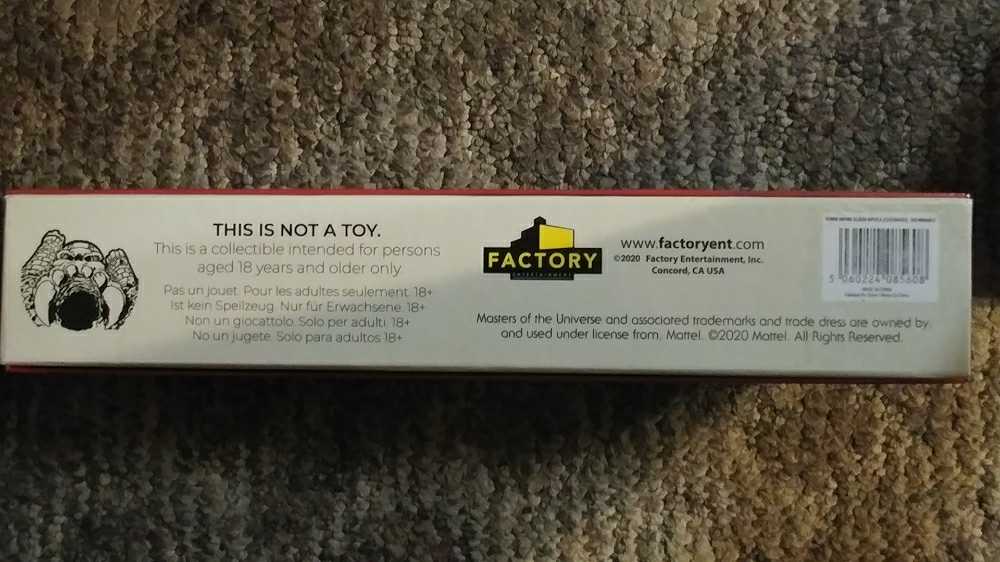 THIS IS NOT A TOY.
This is a collectible intended for persons
aged 18 years and older only.
Pas un jouet. Pour les adultes seulement. 18+
Ist kein Speilzeug. Nur für Erwachsene. 18+
Non un giocattolo. Solo per adulti. 18+
No un jugete. Solo para adultos 18+
FACTORY
ENTERTAINMENT
www.factoryent.com
©2020 Factory Entertainment, Inc.
Concord, CA USA
Masters of the Universe and associated trademarks and trade dress are owned by
and used under license from, Mattel. ©2020 Mattel. All Rights Reserved.
5 060224 085608